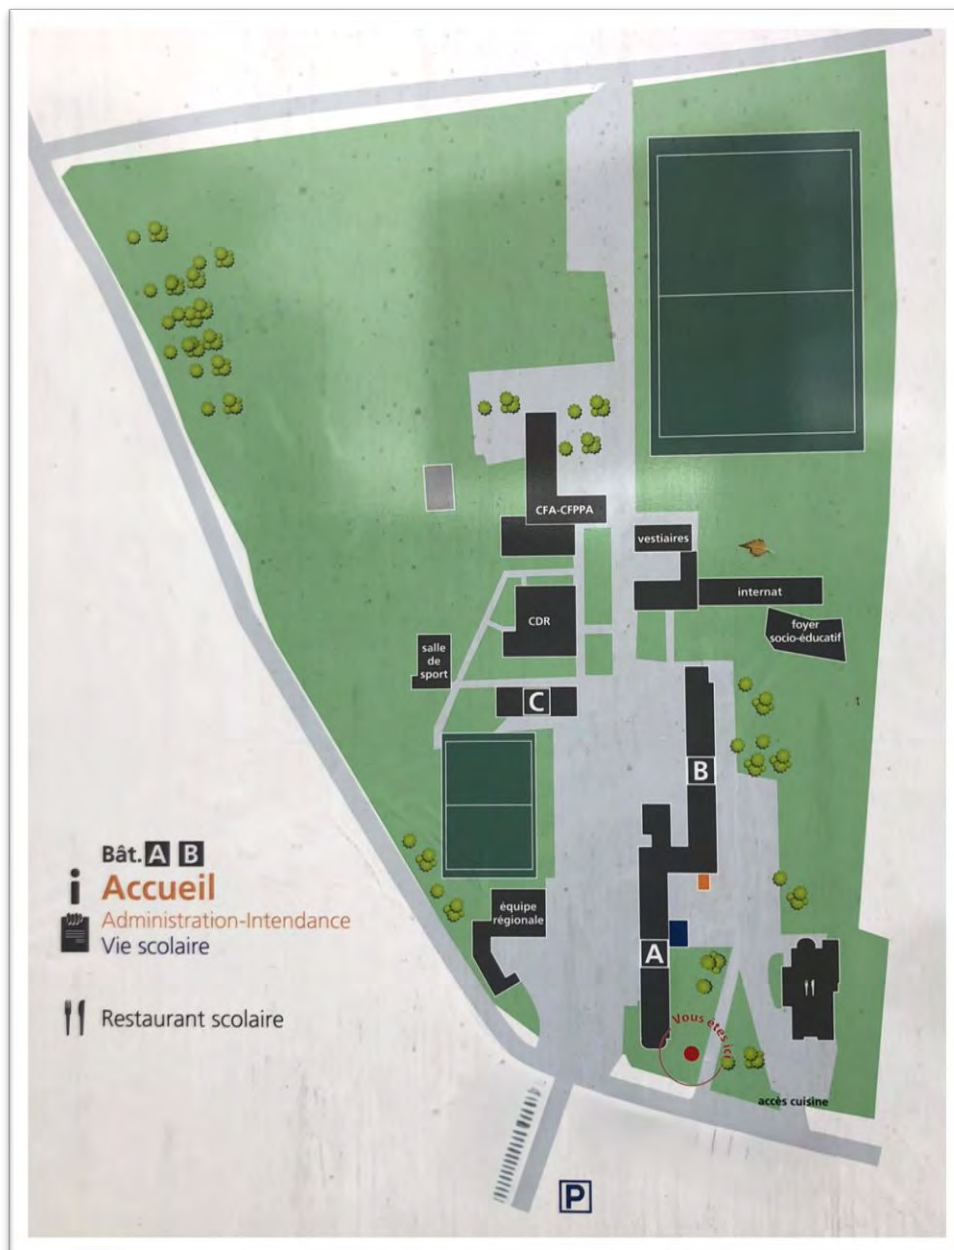 CFA-CFPPA
vestiaires
internat
foyer
socio-éducatif
CDR
salle
de
sport
C
B
Bât. A B
i Accueil
Administration-Intendance
Vie scolaire
Restaurant scolaire
équipe
régionale
A
Vous êtes ici
accès cuisine
P